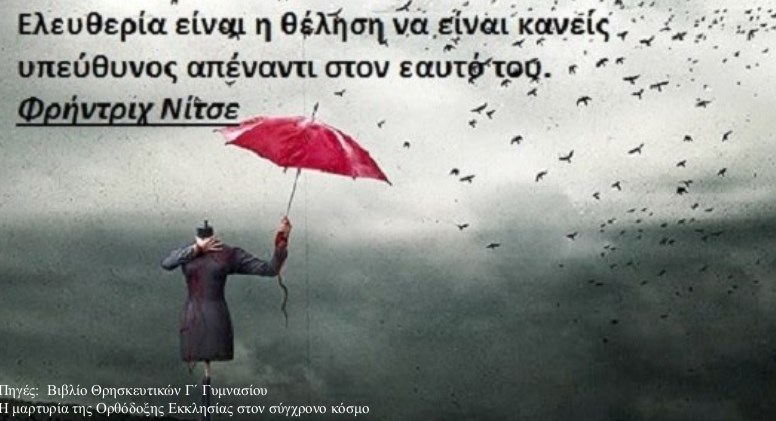 Ελευθερία είναι η θέληση να είναι κανείς
υπεύθυνος απέναντι στον εαυτό του.
Φρήντριχ Νίτσε
Πηγές:  Βιβλίο Θρησκευτικών Γ΄ Γυμνασίου
Η μαρτυρία της Ορθόδοξης Εκκλησίας στον σύγχρονο κόσμο